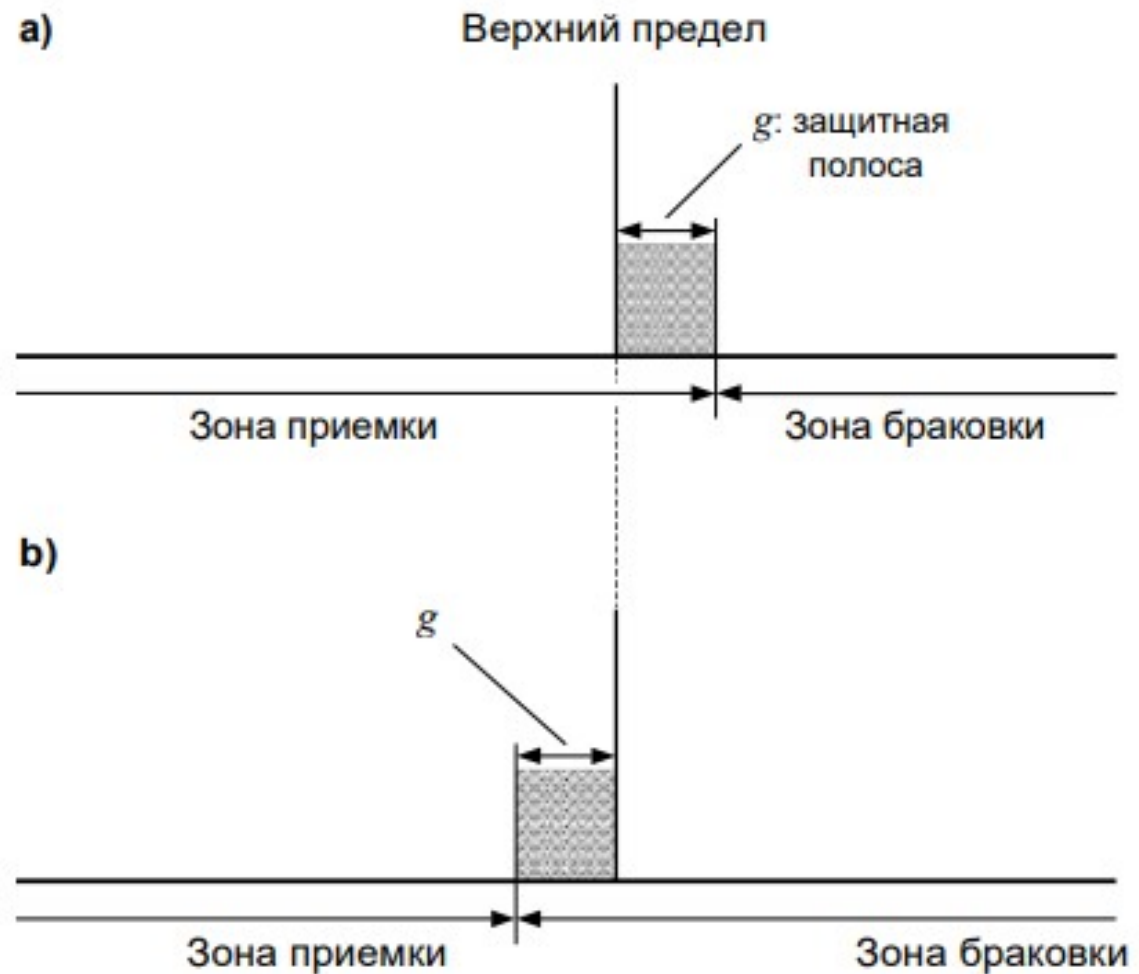 a)
Верхний предел
g: защитная
полоса
Зона приемки
Зона браковки
b)
g
Зона приемки
Зона браковки